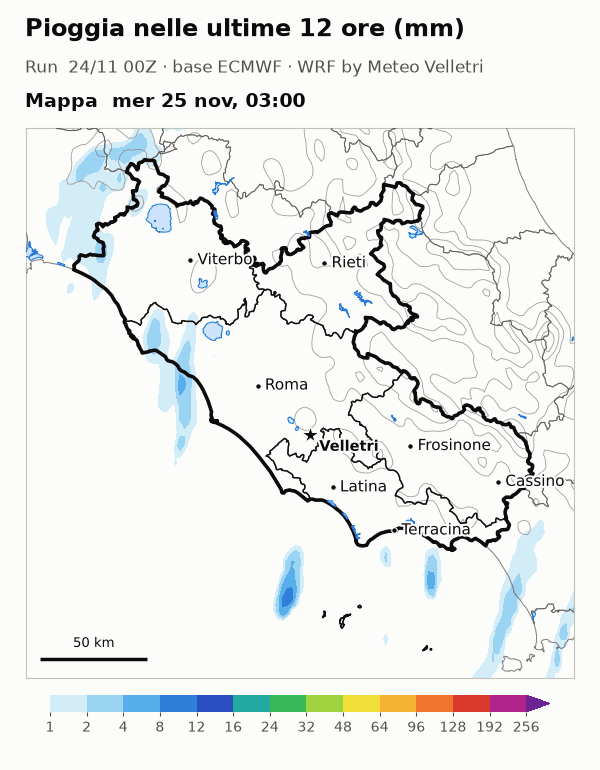 Pioggia nelle ultime 12 ore (mm)
Run 24/11 00Z · base ECMWF · WRF by Meteo Velletri
Mappa mer 25 nov, 03:00
Viterbo
Rieti
Roma
Velletri
Frosinone
Cassino
Latina
Terracina
50 km
1 2 4 8 12 16 24 32 48 64 96 128 192 256